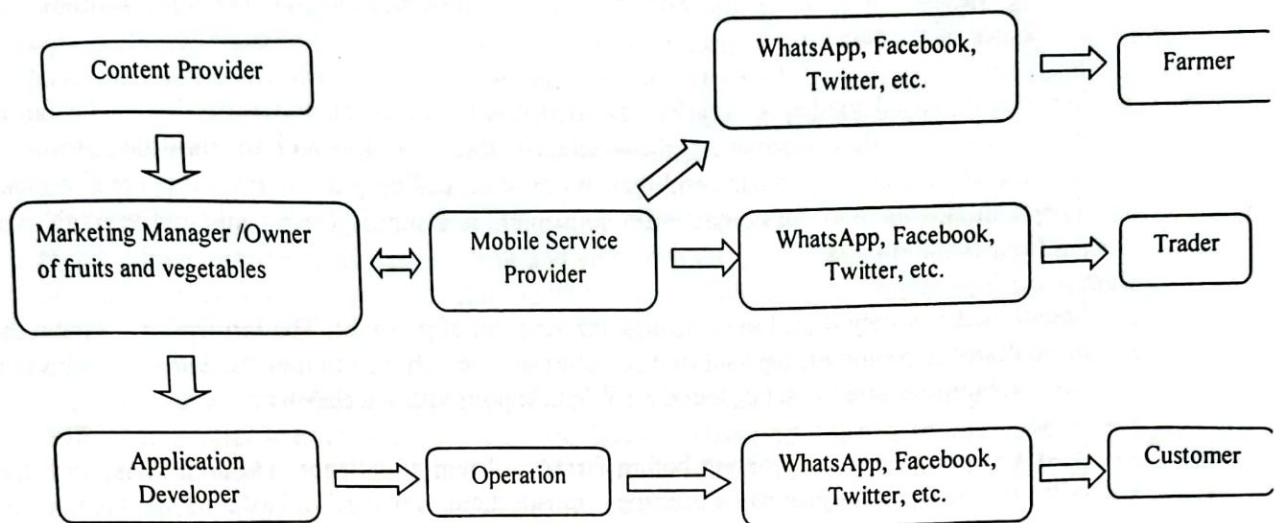 Content Provider
WhatsApp, Facebook,
Twitter, etc.
Farmer
Marketing Manager /Owner
of fruits and vegetables
Mobile Service
Provider
WhatsApp, Facebook,
Twitter, etc.
Trader
Application
Developer
Operation
WhatsApp, Facebook,
Twitter, etc.
Customer